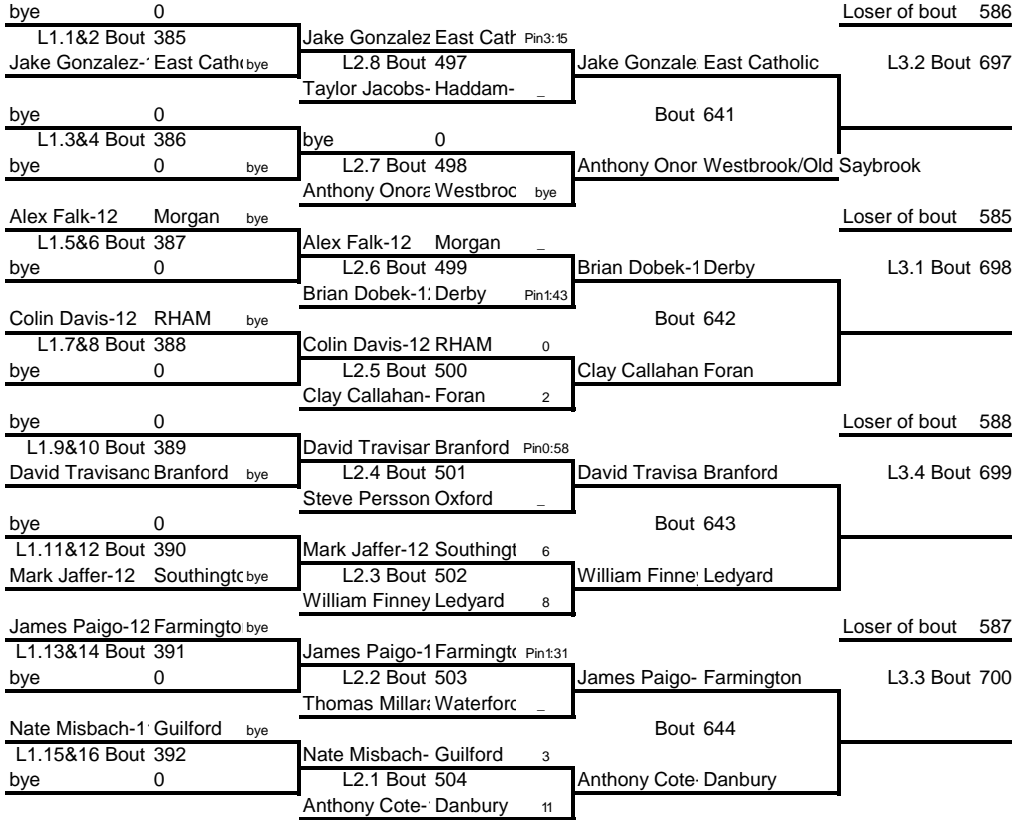 bye 0 Loser of bout 586
L1.1&2 Bout 385 Jake Gonzalez East Cath Pin3:15
Jake Gonzalez- East Catho bye L2.8 Bout 497 Jake Gonzale East Catholic L3.2 Bout 697
Taylor Jacobs- Haddam- _
bye 0 Bout 641
L1.3&4 Bout 386 bye 0
bye 0 bye L2.7 Bout 498 Anthony Onor Westbrook/Old Saybrook
Anthony Onora Westbroo bye
Alex Falk-12 Morgan bye Loser of bout 585
L1.5&6 Bout 387 Alex Falk-12 Morgan _
bye 0 L2.6 Bout 499 Brian Dobek-1 Derby L3.1 Bout 698
Brian Dobek-1 Derby Pin1:43
Colin Davis-12 RHAM bye Bout 642
L1.7&8 Bout 388 Colin Davis-12 RHAM 0
bye 0 L2.5 Bout 500 Clay Callahan Foran
Clay Callahan- Foran 2
bye 0 Loser of bout 588
L1.9&10 Bout 389 David Travisan Branford Pin0:58
David Travisano Branford bye L2.4 Bout 501 David Travisa Branford L3.4 Bout 699
Steve Persson Oxford _
bye 0 Bout 643
L1.11&12 Bout 390 Mark Jaffer-12 Southingt 6
Mark Jaffer-12 Southingto bye L2.3 Bout 502 William Finney Ledyard
William Finney Ledyard 8
James Paigo-12 Farmingto bye Loser of bout 587
L1.13&14 Bout 391 James Paigo-1 Farmingto Pin1:31
bye 0 L2.2 Bout 503 James Paigo- Farmington L3.3 Bout 700
Thomas Millar Waterford _
Nate Misbach-1 Guilford bye Bout 644
L1.15&16 Bout 392 Nate Misbach- Guilford 3
bye 0 L2.1 Bout 504 Anthony Cote- Danbury
Anthony Cote- Danbury 11